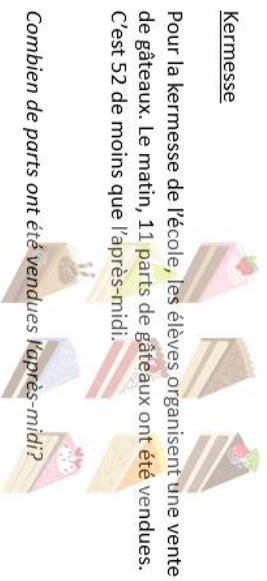 Kermesse
Pour la kermesse de l'école, les élèves organisent une vente
de gâteaux. Le matin, 11 parts de gâteaux ont été vendues.
C'est 52 de moins que l'après-midi.
Combien de parts ont été vendues l'après-midi?